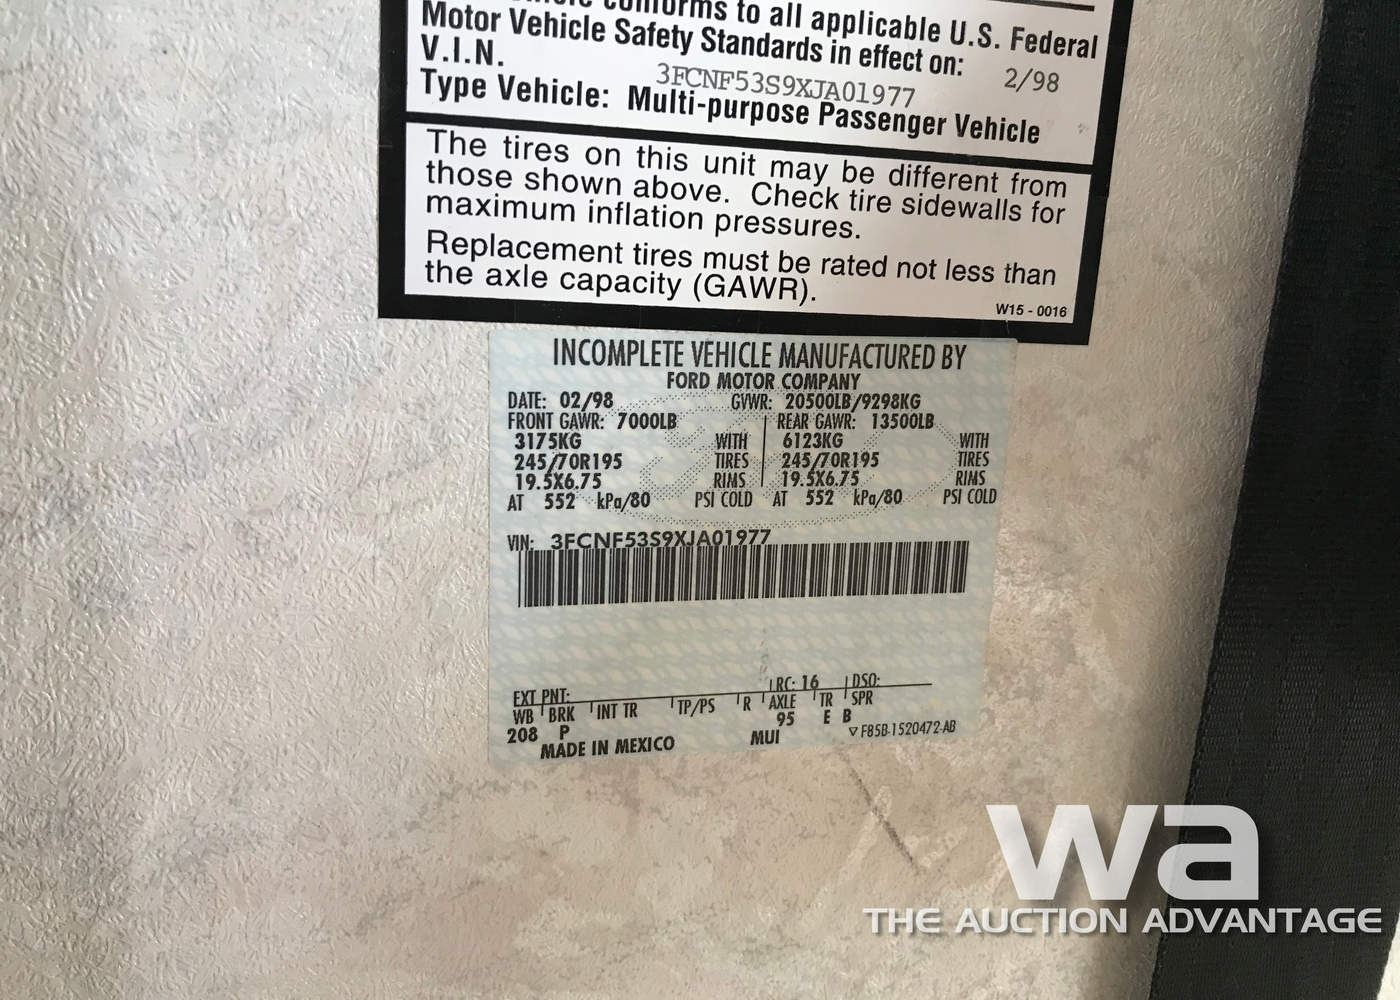 conforms to all applicable U.S. Federal
Motor Vehicle Safety Standards in effect on: 2/98
V.I.N. 3FCNF53S9XJA01977
Type Vehicle: Multi-purpose Passenger Vehicle
The tires on this unit may be different from
those shown above. Check tire sidewalls for
maximum inflation pressures.
Replacement tires must be rated not less than
the axle capacity (GAWR).
W15 - 0016
INCOMPLETE VEHICLE MANUFACTURED BY
FORD MOTOR COMPANY
DATE: 02/98 GVWR: 20500LB/9298KG
FRONT GAWR: 7000LB REAR GAWR: 13500LB
3175KG WITH 6123KG WITH
245/70R195 TIRES 245/70R195 TIRES
19.5X6.75 RIMS 19.5X6.75 RIMS
AT 552 kPa/80 PSI COLD AT 552 kPa/80 PSI COLD
VIN: 3FCNF53S9XJA01977
EXT PNT: RC: 16 DSO:
WB BRK INT TR TP/PS R AXLE TR SPR
208 P 95 E B
MADE IN MEXICO MUI F85B-1520472-AB
wa
THE AUCTION ADVANTAGE